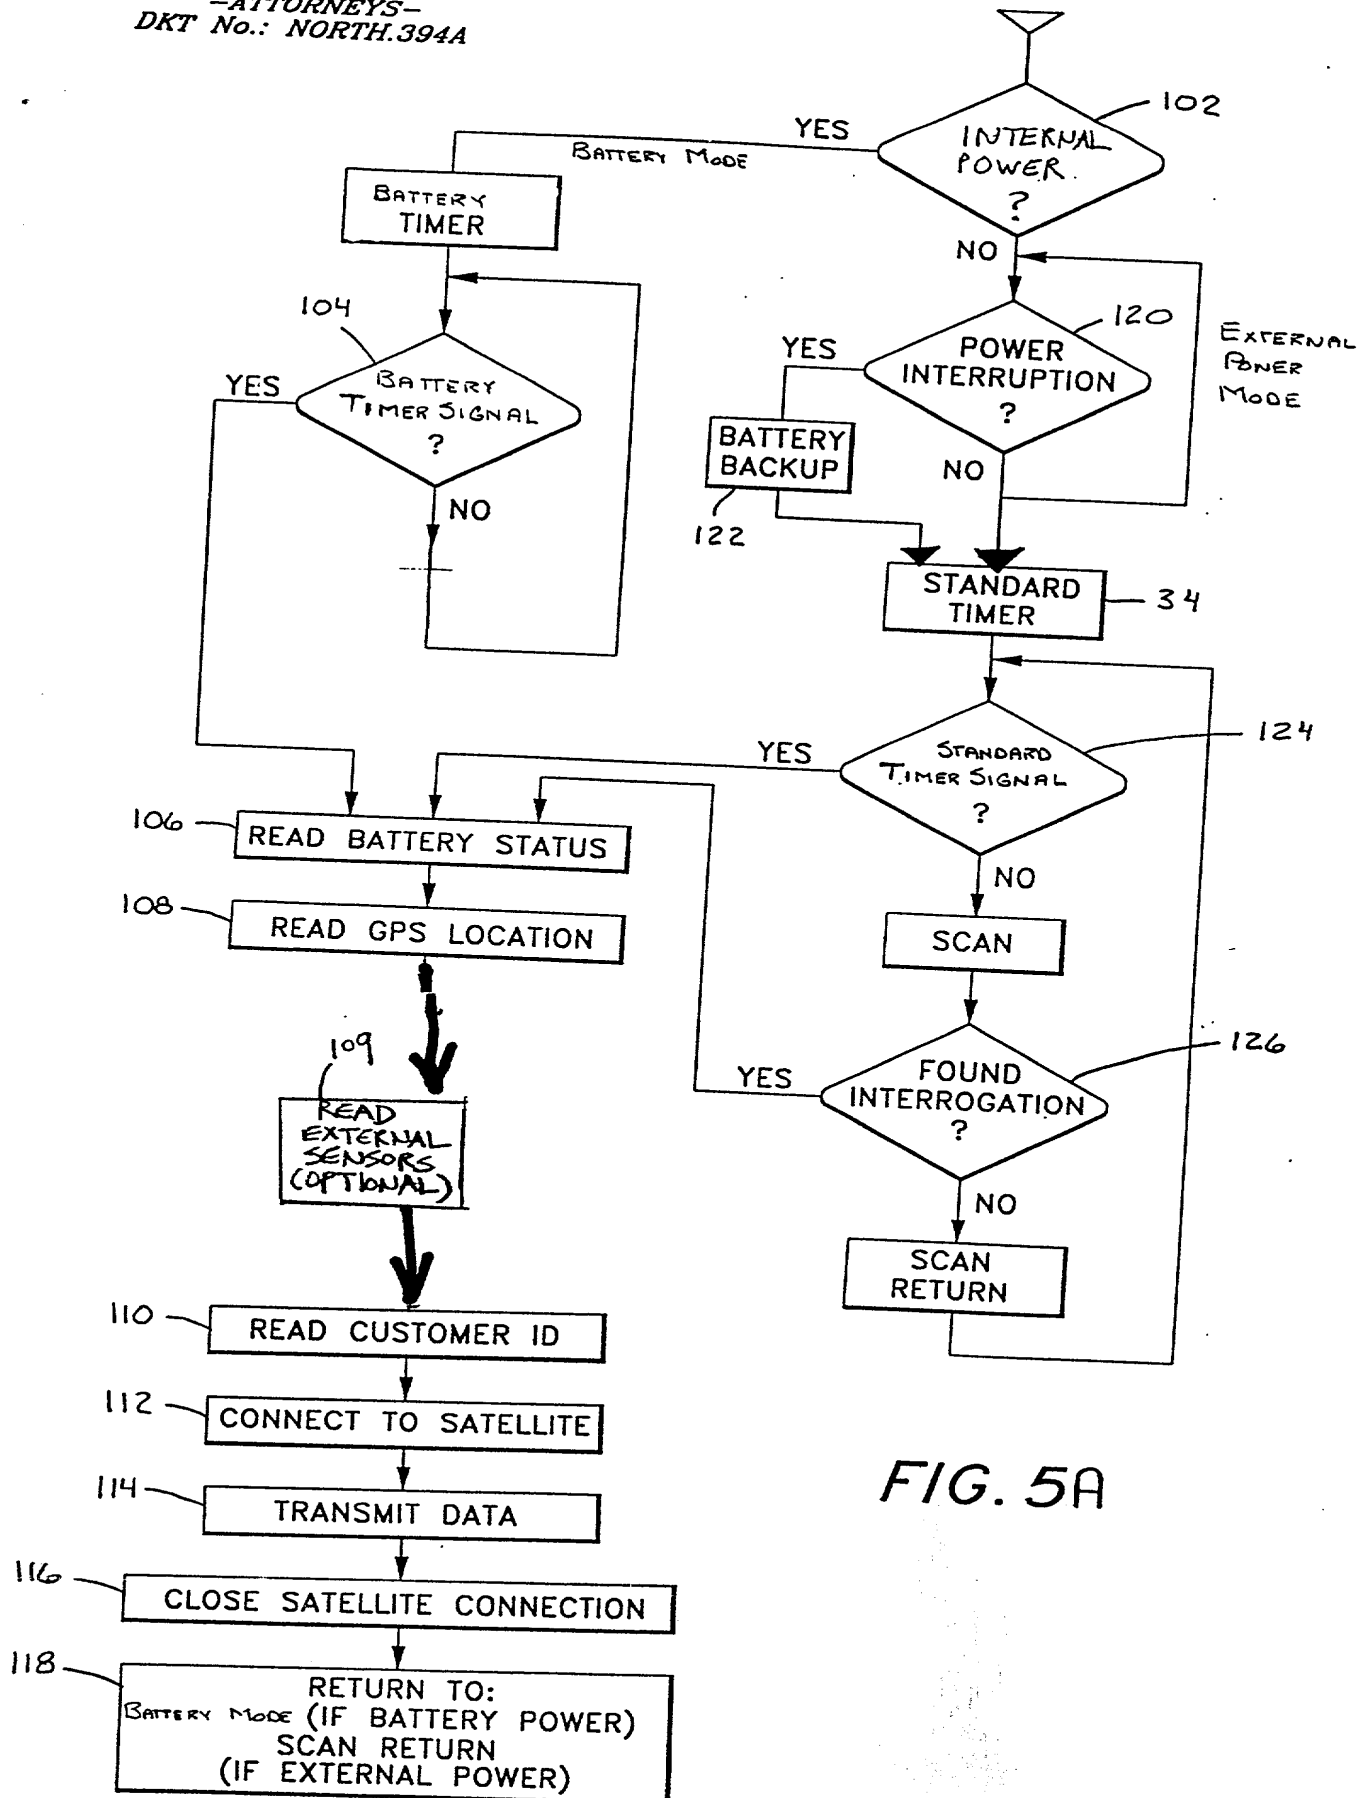 -ATTORNEYS-
DKT No.: NORTH.394A
102
INTERNAL
POWER
?
YES
BATTERY MODE
NO
BATTERY
TIMER
104
BATTERY
TIMER SIGNAL
?
YES
NO
120
POWER
INTERRUPTION
?
YES
NO
EXTERNAL
POWER
MODE
BATTERY
BACKUP
122
STANDARD
TIMER
34
124
STANDARD
TIMER SIGNAL
?
YES
NO
SCAN
126
FOUND
INTERROGATION
?
YES
NO
SCAN
RETURN
106
READ BATTERY STATUS
108
READ GPS LOCATION
109
READ
EXTERNAL
SENSORS
(OPTIONAL)
110
READ CUSTOMER ID
112
CONNECT TO SATELLITE
114
TRANSMIT DATA
116
CLOSE SATELLITE CONNECTION
118
RETURN TO:
BATTERY MODE (IF BATTERY POWER)
SCAN RETURN
(IF EXTERNAL POWER)
FIG. 5A